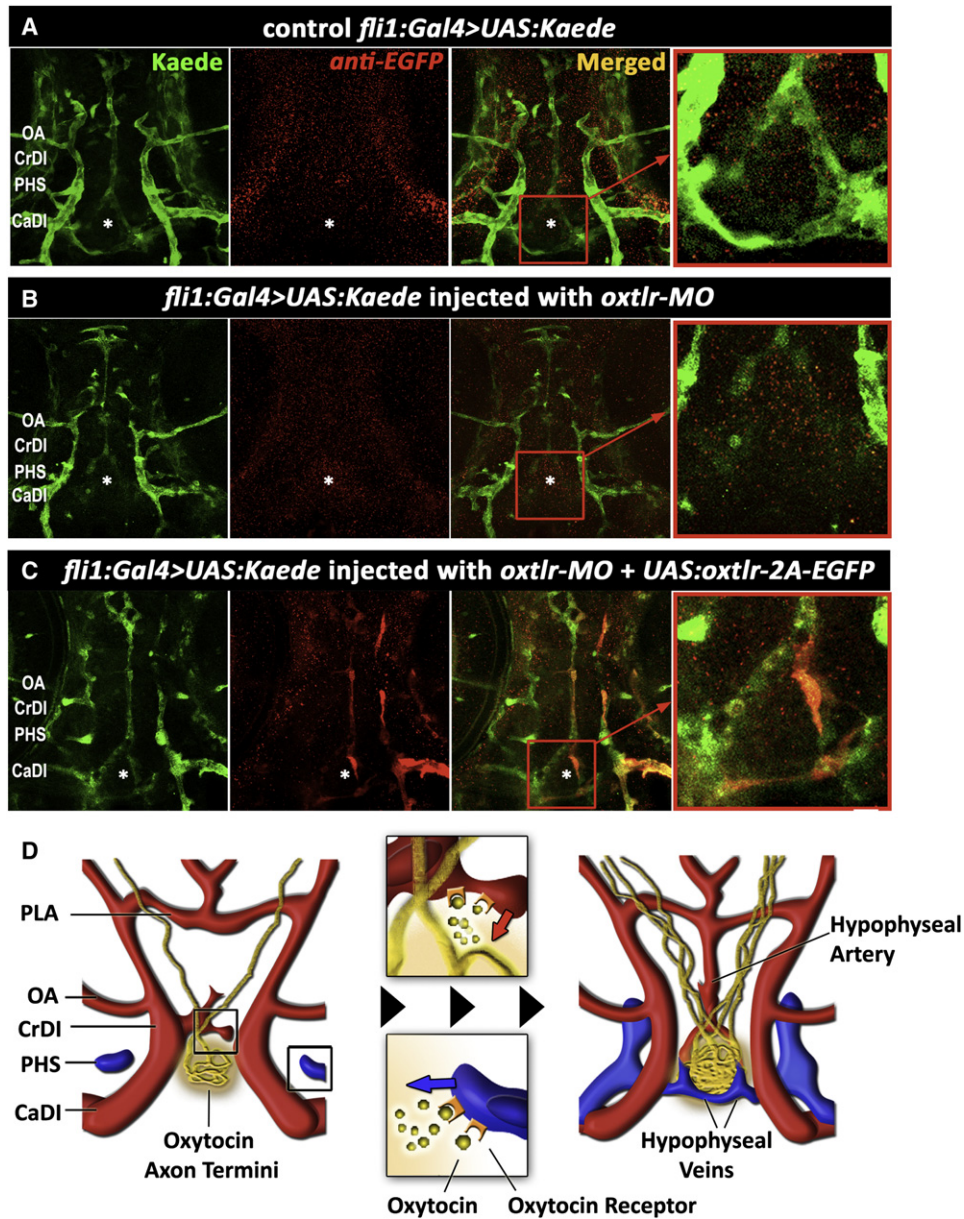 A
control fli1:Gal4>UAS:Kaede
Kaede
anti-EGFP
Merged
OA
CrDI
PHS
CaDI
*
*
*
B
fli1:Gal4>UAS:Kaede injected with oxtlr-MO
OA
CrDI
PHS
CaDI
*
*
*
C
fli1:Gal4>UAS:Kaede injected with oxtlr-MO + UAS:oxtlr-2A-EGFP
OA
CrDI
PHS
CaDI
*
*
*
D
PLA
OA
CrDI
PHS
CaDI
Oxytocin
Axon Termini
Oxytocin
Oxytocin Receptor
Hypophyseal
Artery
Hypophyseal
Veins